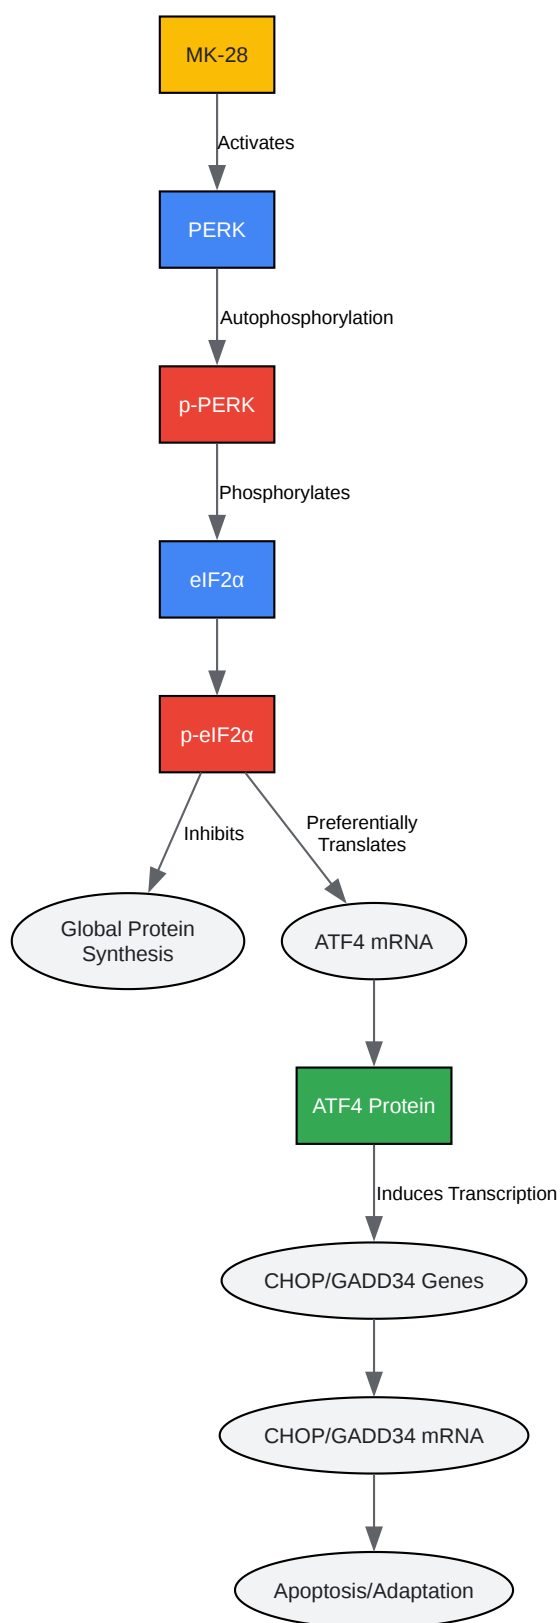 MK-28
Activates
PERK
Autophosphorylation
p-PERK
Phosphorylates
eIF2α
p-eIF2α
Inhibits
Preferentially
Translates
Global Protein
Synthesis
ATF4 mRNA
ATF4 Protein
Induces Transcription
CHOP/GADD34 Genes
CHOP/GADD34 mRNA
Apoptosis/Adaptation